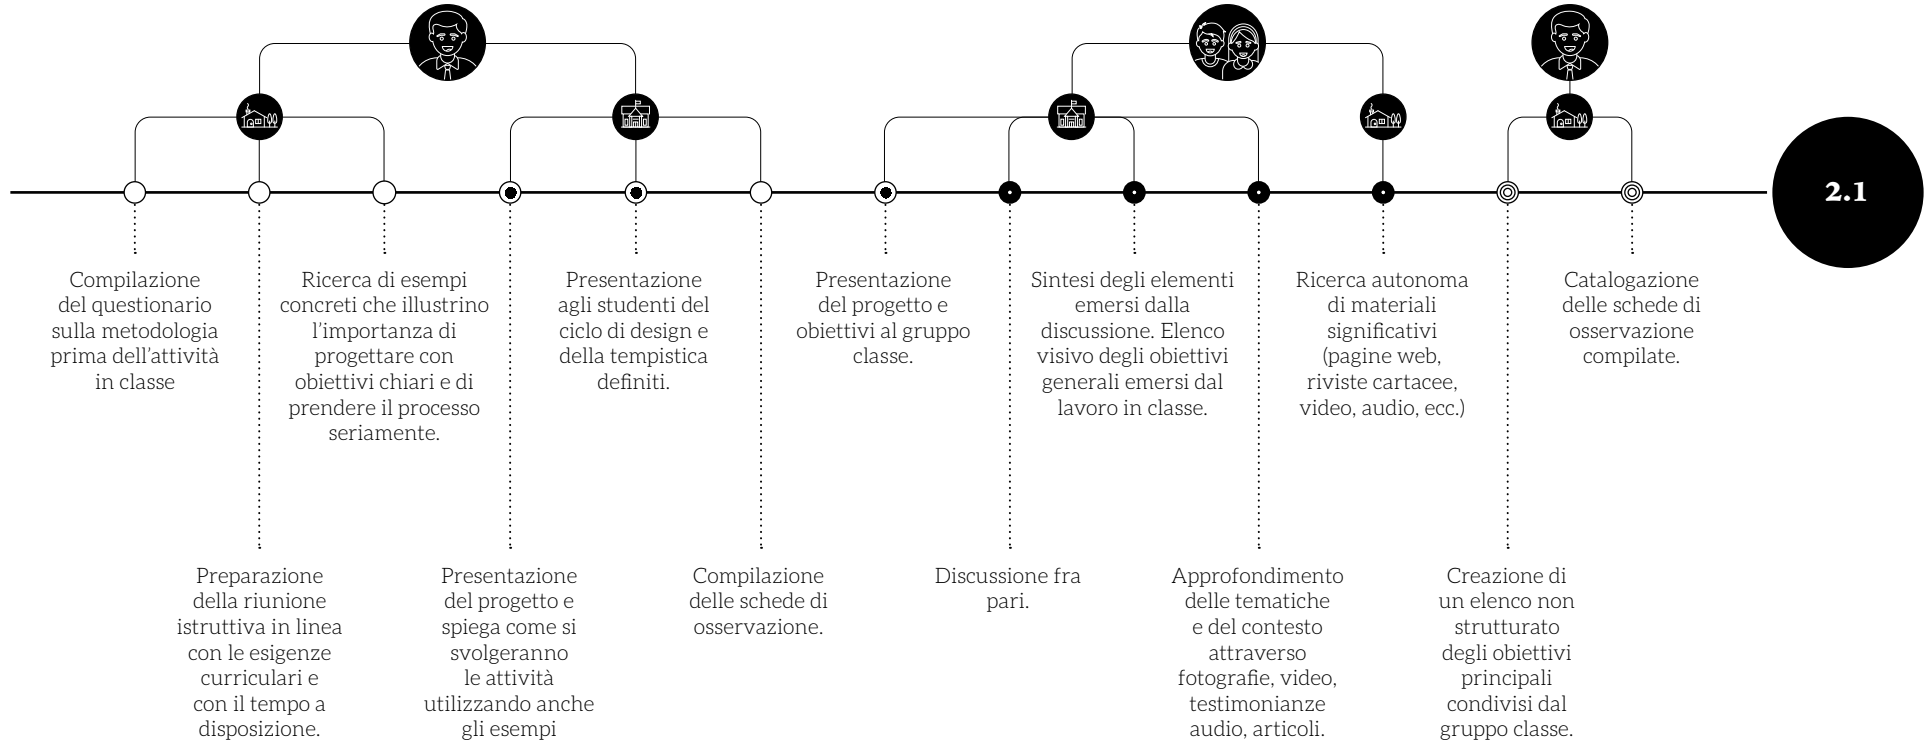 2.1
Compilazione
del questionario
sulla metodologia
prima dell'attività
in classe
Ricerca di esempi
concreti che illustrino
l'importanza di
progettare con
obiettivi chiari e di
prendere il processo
seriamente.
Presentazione
agli studenti del
ciclo di design e
della tempistica
definiti.
Presentazione
del progetto e
obiettivi al gruppo
classe.
Sintesi degli elementi
emersi dalla
discussione. Elenco
visivo degli obiettivi
generali emersi dal
lavoro in classe.
Ricerca autonoma
di materiali
significativi
(pagine web,
riviste cartacee,
video, audio, ecc.)
Catalogazione
delle schede di
osservazione
compilate.
Preparazione
della riunione
istruttiva in linea
con le esigenze
curriculari e
con il tempo a
disposizione.
Presentazione
del progetto e
spiega come si
svolgeranno
le attività
utilizzando anche
gli esempi
Compilazione
delle schede di
osservazione.
Discussione fra
pari.
Approfondimento
delle tematiche
e del contesto
attraverso
fotografie, video,
testimonianze
audio, articoli.
Creazione di
un elenco non
strutturato
degli obiettivi
principali
condivisi dal
gruppo classe.